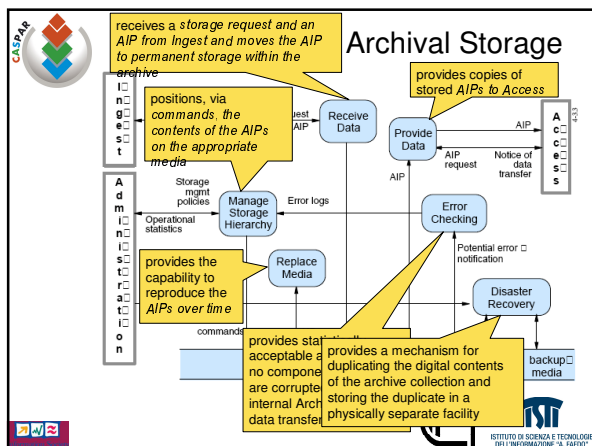 CASPAR
Archival Storage
receives a storage request and an
AIP from Ingest and moves the AIP
to permanent storage within the
archive
provides copies of
stored AIPs to Access
positions, via
commands, the
contents of the AIPs
on the appropriate
media
Ingest
uest
AIP
Receive
Data
Provide
Data
AIP
AIP
request
Notice of
data
transfer
Access
4-33
AIP
Administration
Storage
mgmt
policies
Operational
statistics
Manage
Storage
Hierarchy
Error logs
Error
Checking
Potential error
notification
provides the
capability to
reproduce the
AIPs over time
Replace
Media
Disaster
Recovery
commands
provides statistically
acceptable a
no compone
are corrupte
internal Arch
data transfer
provides a mechanism for
duplicating the digital contents
of the archive collection and
storing the duplicate in a
physically separate facility
backup
media
ISTI
ISTITUTO DI SCIENZA E TECNOLOGIE
DELL'INFORMAZIONE "A. FAEDO"